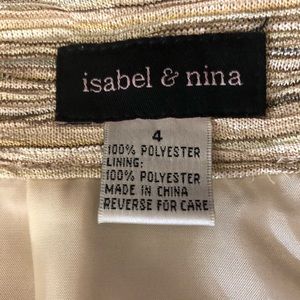 isabel & nina
4
100% POLYESTER
LINING:
100% POLYESTER
MADE IN CHINA
REVERSE FOR CARE